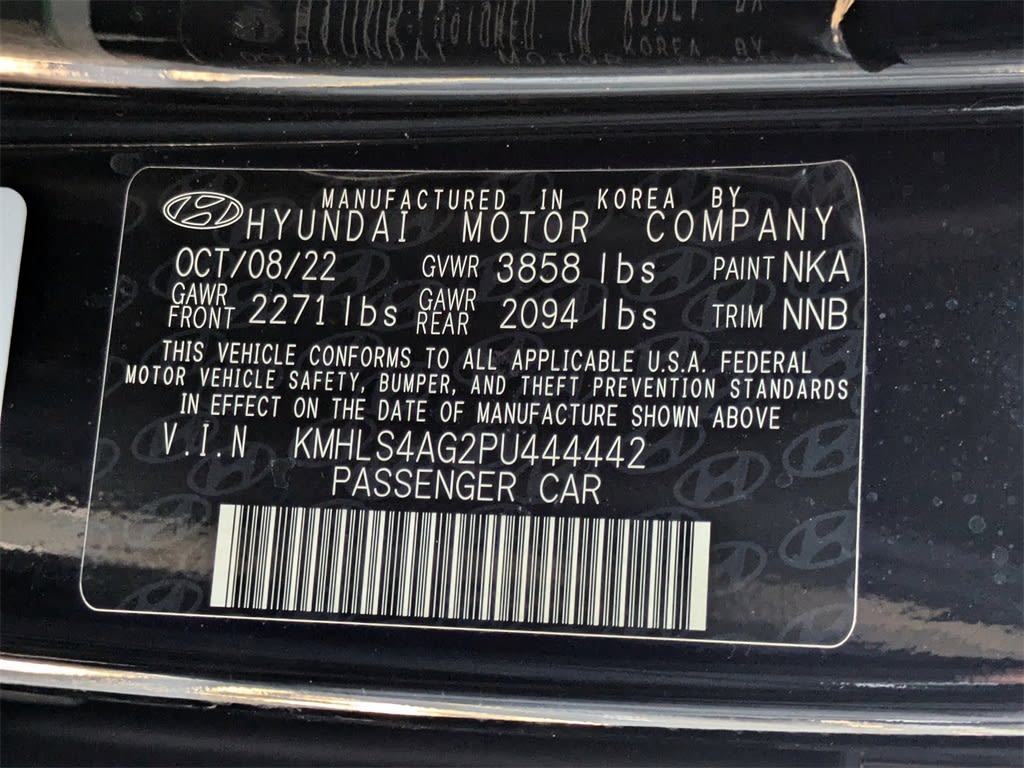 MANUFACTURED IN KOREA BY
HYUNDAI MOTOR COMPANY
OCT/08/22 GVWR 3858 lbs PAINT NKA
GAWR FRONT 2271 lbs GAWR REAR 2094 lbs TRIM NNB
THIS VEHICLE CONFORMS TO ALL APPLICABLE U.S.A. FEDERAL
MOTOR VEHICLE SAFETY, BUMPER, AND THEFT PREVENTION STANDARDS
IN EFFECT ON THE DATE OF MANUFACTURE SHOWN ABOVE
V.I.N KMHLS4AG2PU444442
PASSENGER CAR